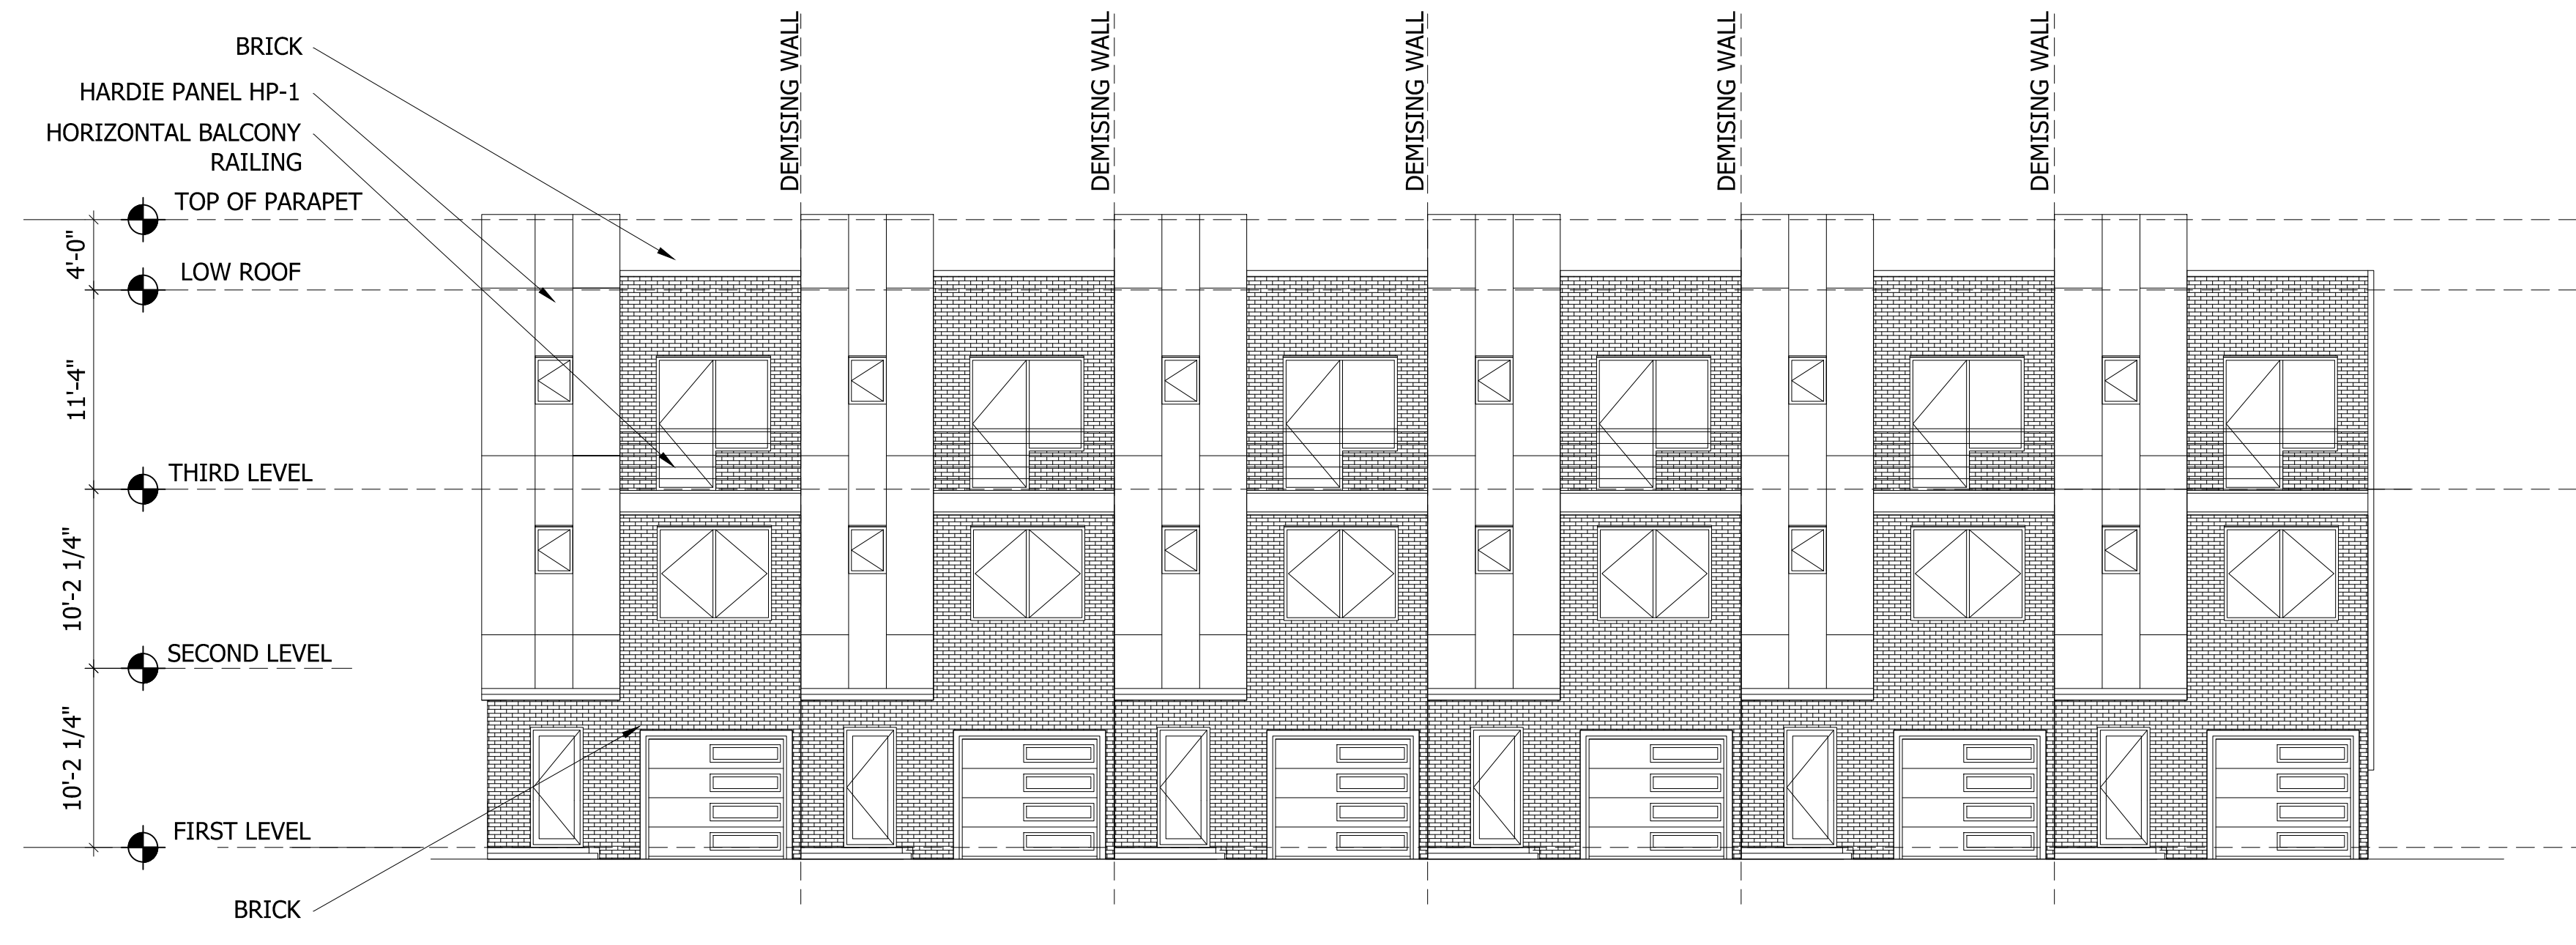 DEMISING WALL
DEMISING WALL
DEMISING WALL
DEMISING WALL
DEMISING WALL
BRICK
HARDIE PANEL HP-1
HORIZONTAL BALCONY
RAILING
TOP OF PARAPET
4'-0"
LOW ROOF
11'-4"
THIRD LEVEL
10'-2 1/4"
SECOND LEVEL
10'-2 1/4"
FIRST LEVEL
BRICK